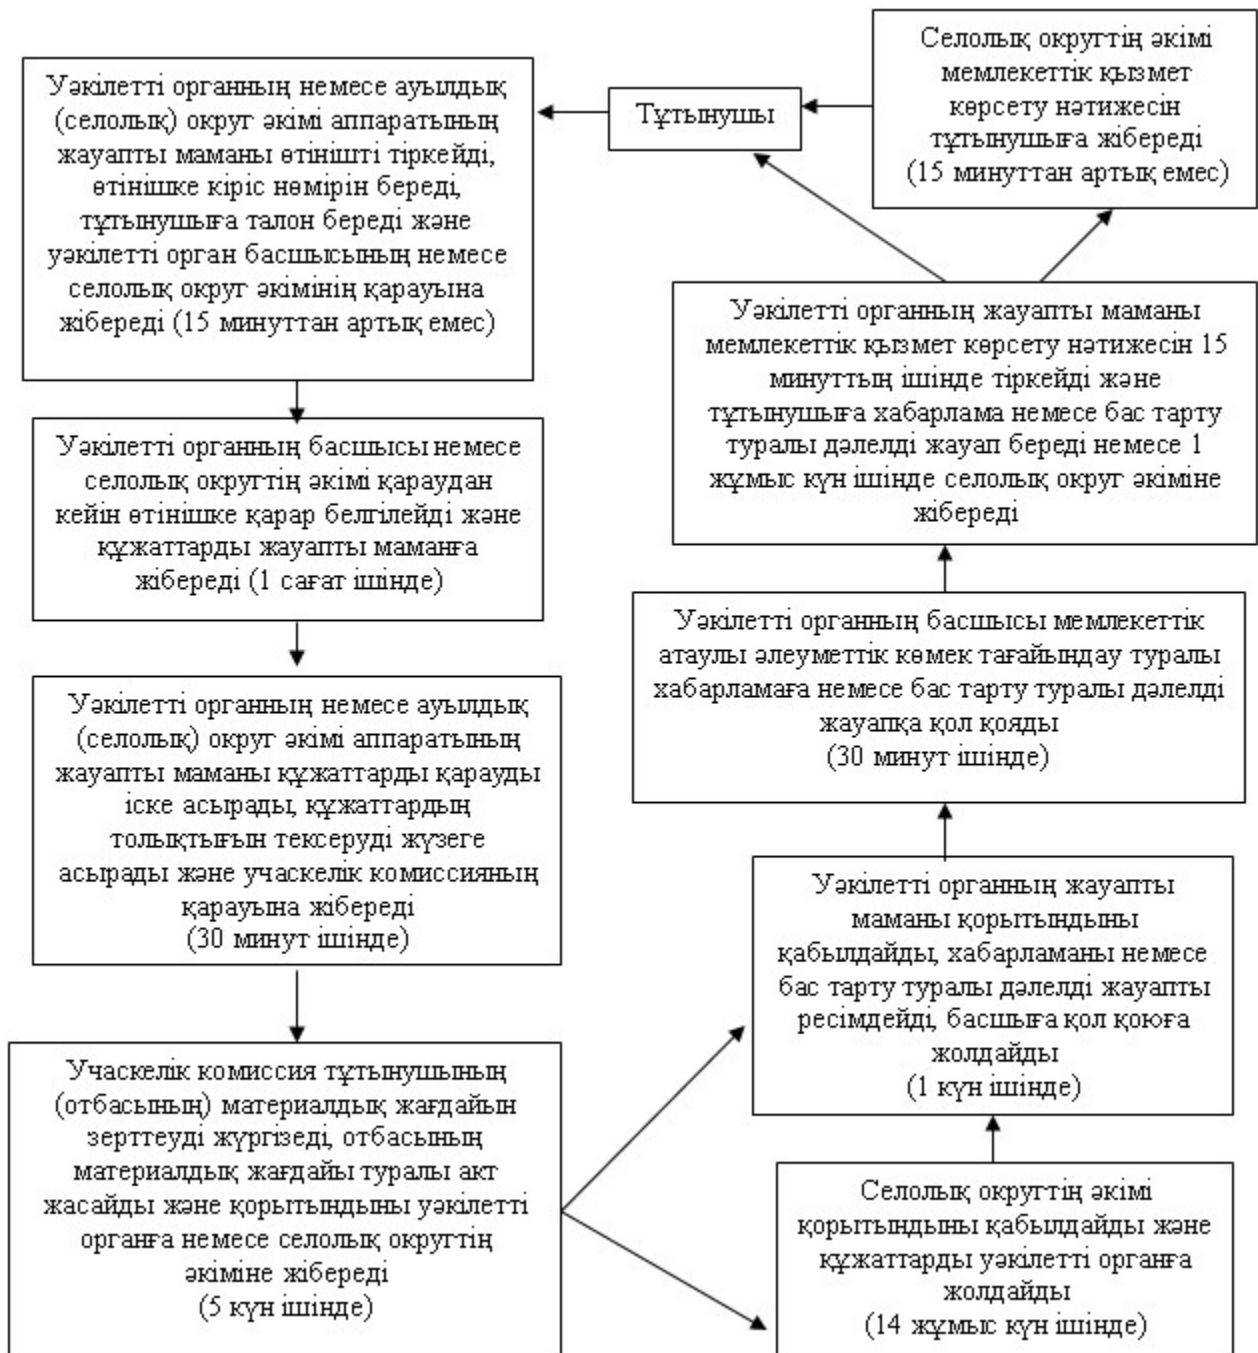 Тұтынушы
Уәкілетті органның немесе ауылдық
(селолық) округ әкімі аппаратының
жауапты маманы өтінішті тіркейді,
өтінішке кіріс нөмірін береді,
тұтынушыға талон береді және
уәкілетті орган басшысының немесе
селолық округ әкімінің қарауына
жібереді (15 минуттан артық емес)
Уәкілетті органның басшысы немесе
селолық округтің әкімі қараудан
кейін өтінішке қарар белгілейді және
құжаттарды жауапты маманға
жібереді (1 сағат ішінде)
Уәкілетті органның немесе ауылдық
(селолық) округ әкімі аппаратының
жауапты маманы құжаттарды қарауды
іске асырады, құжаттардың
толықтығын тексеруді жүзеге
асырады және учаскелік комиссияның
қарауына жібереді
(30 минут ішінде)
Учаскелік комиссия тұтынушының
(отбасының) материалдық жағдайын
зерттеуді жүргізеді, отбасының
материалдық жағдайы туралы акт
жасайды және қорытындыны уәкілетті
органға немесе селолық округтің
әкіміне жібереді
(5 күн ішінде)
Селолық округтің әкімі
қорытындыны қабылдайды және
құжаттарды уәкілетті органға
жолдайды
(14 жұмыс күн ішінде)
Уәкілетті органның жауапты
маманы қорытындыны
қабылдайды, хабарламаны немесе
бас тарту туралы дәлелді жауапты
ресімдейді, басшыға қол қоюға
жолдайды
(1 күн ішінде)
Уәкілетті органның басшысы мемлекеттік
атаулы әлеуметтік көмек тағайындау туралы
хабарламаға немесе бас тарту туралы дәлелді
жауапқа қол қояды
(30 минут ішінде)
Уәкілетті органның жауапты маманы
мемлекеттік қызмет көрсету нәтижесін 15
минуттың ішінде тіркейді және
тұтынушыға хабарлама немесе бас тарту
туралы дәлелді жауап береді немесе 1
жұмыс күн ішінде селолық округ әкіміне
жібереді
Селолық округтің әкімі
мемлекеттік қызмет
көрсету нәтижесін
тұтынушыға жібереді
(15 минуттан артық емес)